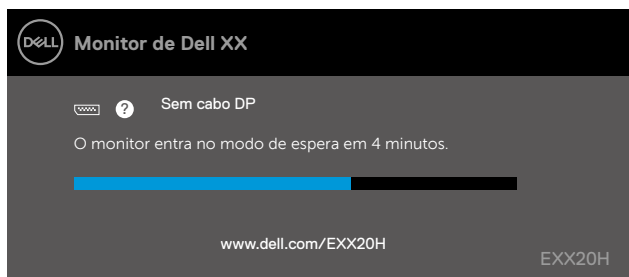 DELL Monitor de Dell XX
? Sem cabo DP
O monitor entra no modo de espera em 4 minutos.
www.dell.com/EXX20H
EXX20H